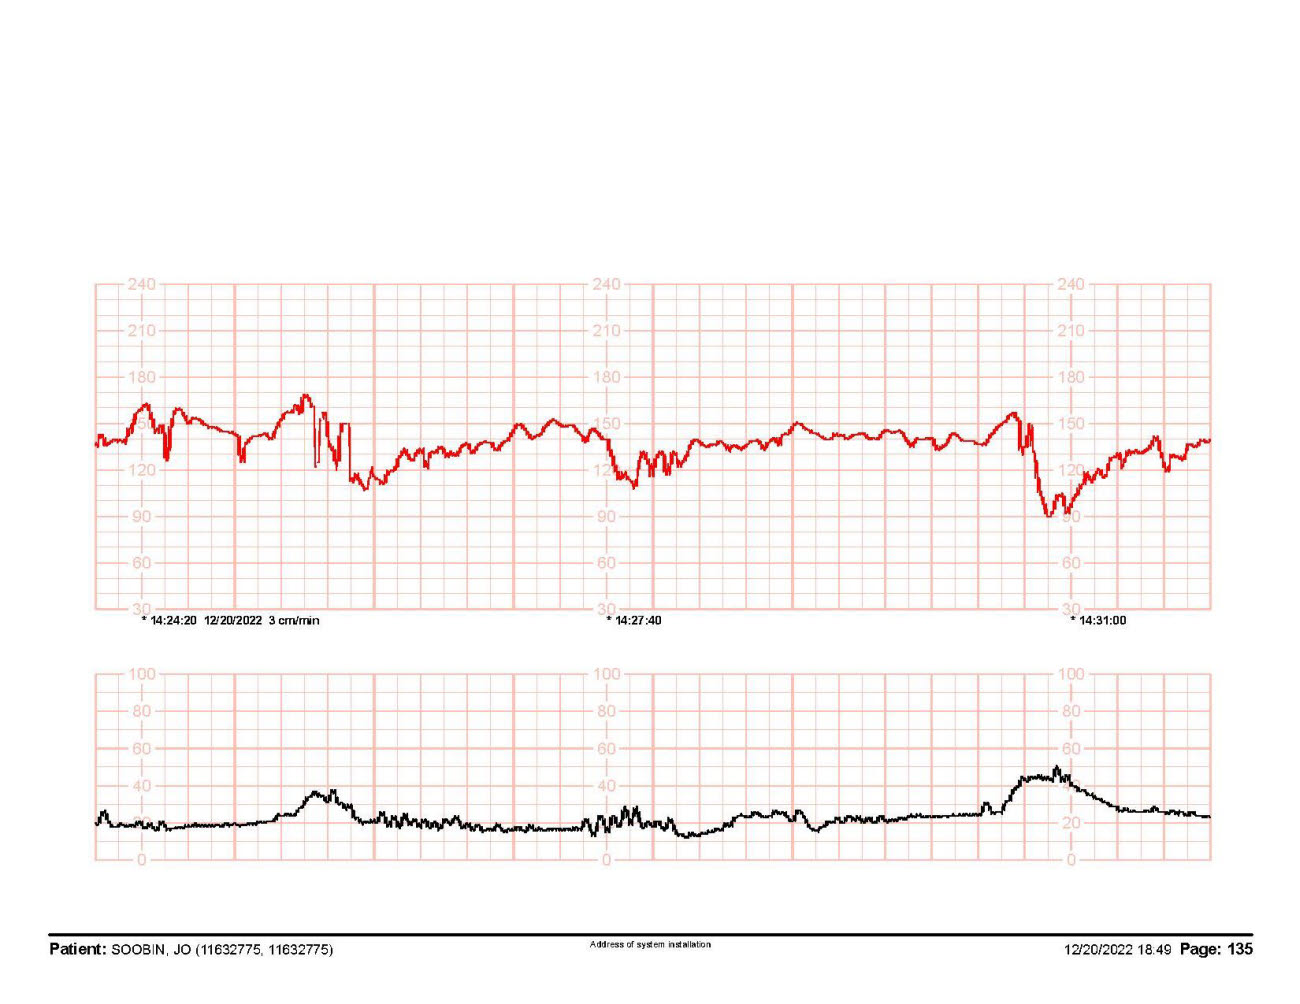 240 240 240
210 210 210
180 180 180
150 150 150
120 120 120
90 90 90
60 60 60
30 30 30
* 14:24:20 12/20/2022 3 cm/min * 14:27:40 * 14:31:00
100 100 100
80 80 80
60 60 60
40 40 40
20 20 20
0 0 0
Patient: SOOBIN, JO (11632775, 11632775) Address of system installation 12/20/2022 18:49 Page: 135